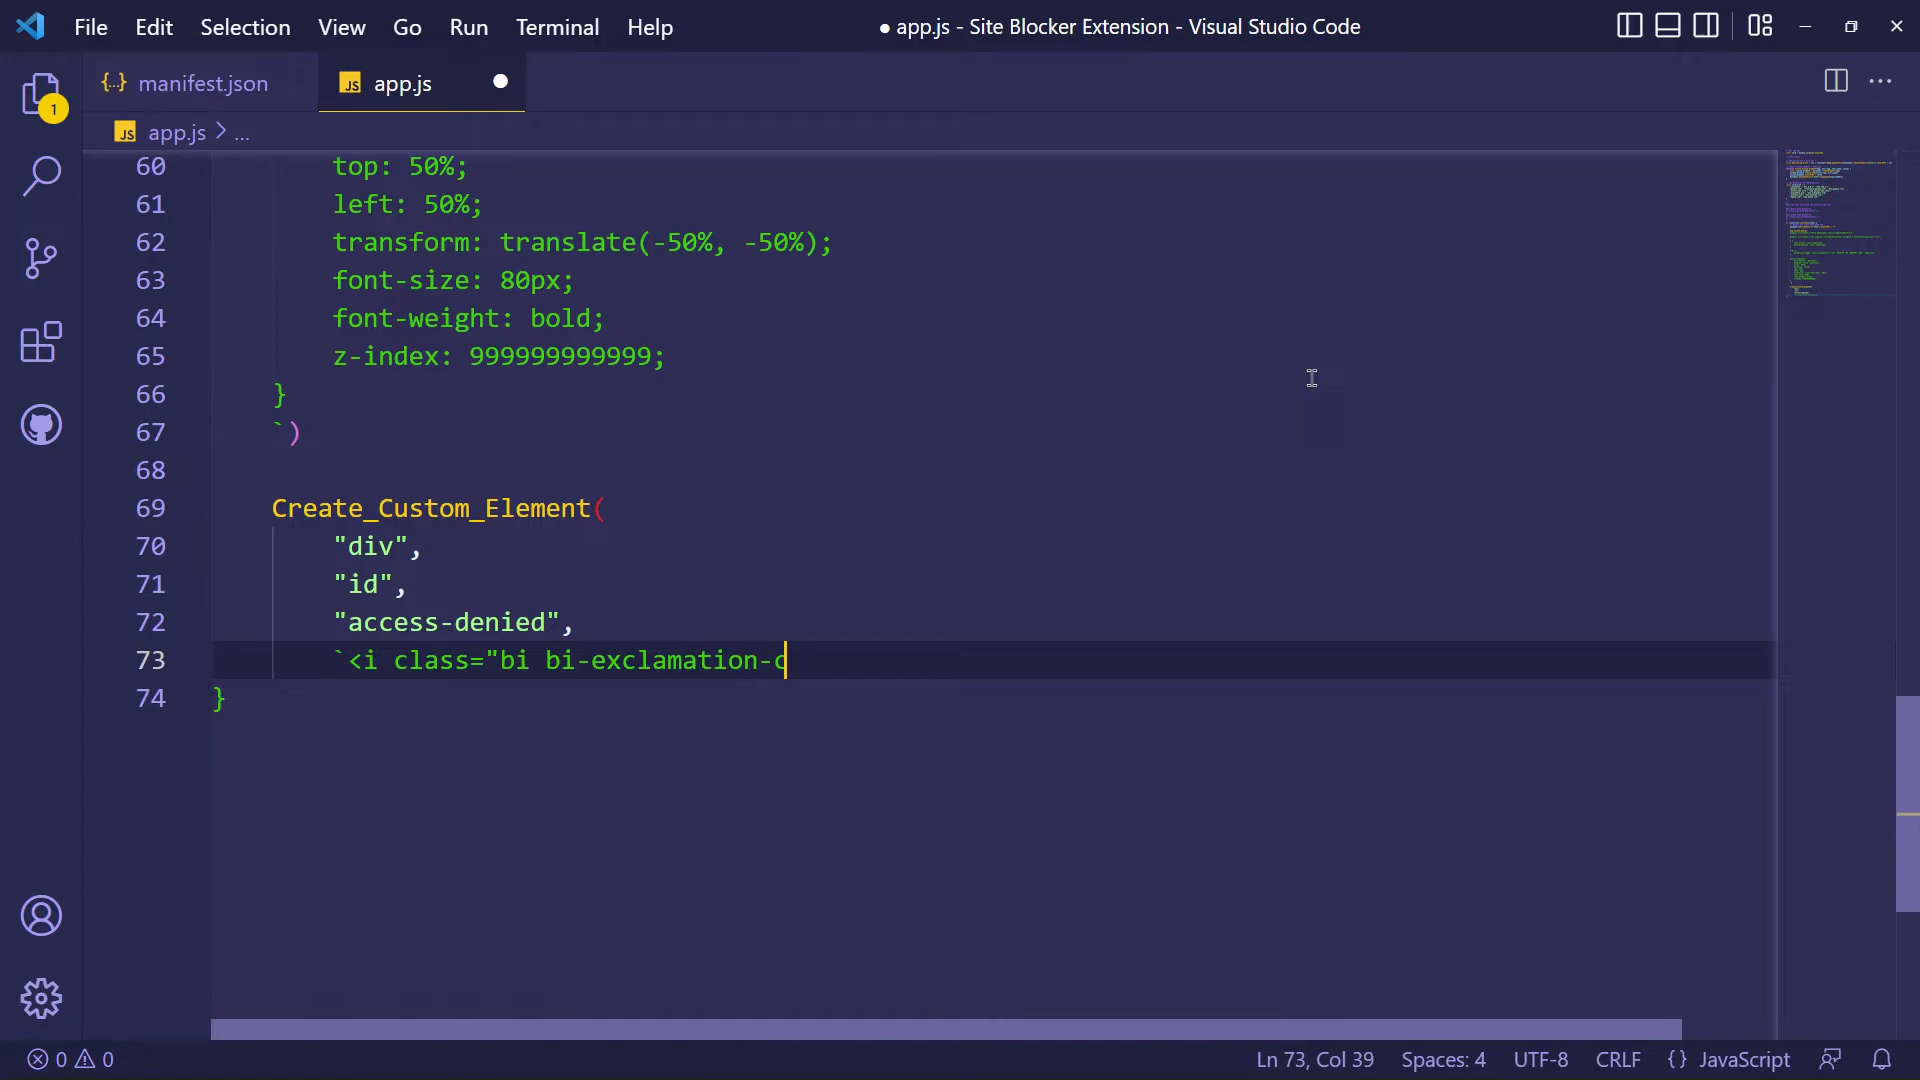 File Edit Selection View Go Run Terminal Help
● app.js - Site Blocker Extension - Visual Studio Code
{..} manifest.json
JS app.js
JS app.js > ...
1
60 top: 50%;
61 left: 50%;
62 transform: translate(-50%, -50%);
63 font-size: 80px;
64 font-weight: bold;
65 z-index: 999999999999;
66 }
67 `)
68
69 Create_Custom_Element(
70 "div",
71 "id",
72 "access-denied",
73 `<i class="bi bi-exclamation-c
74 }
0 0
Ln 73, Col 39
Spaces: 4
UTF-8
CRLF
{} JavaScript